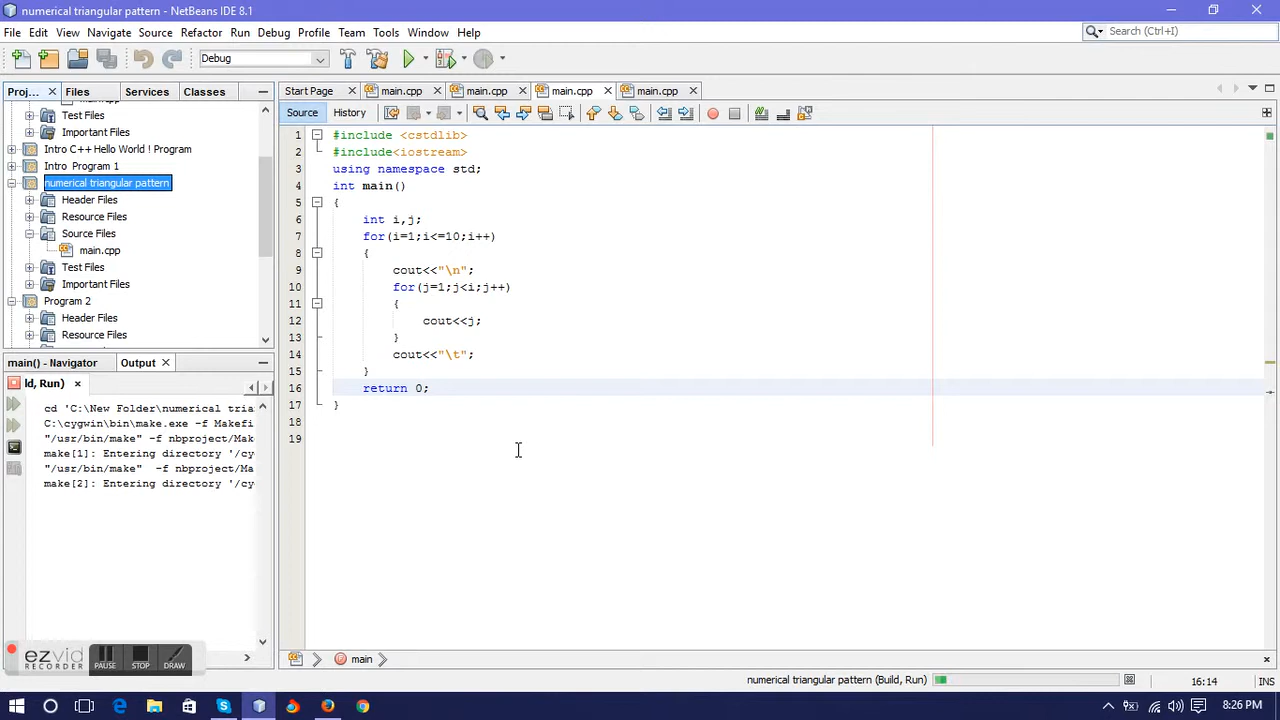 numerical triangular pattern - NetBeans IDE 8.1
File Edit View Navigate Source Refactor Run Debug Profile Team Tools Window Help
Search (Ctrl+I)
Debug
Proj... Files Services Classes
Start Page main.cpp main.cpp main.cpp main.cpp
Source History
Test Files
Important Files
Intro C++ Hello World ! Program
Intro Program 1
numerical triangular pattern
Header Files
Resource Files
Source Files
main.cpp
Test Files
Important Files
Program 2
Header Files
Resource Files
1 #include <cstdlib>
2 #include<iostream>
3 using namespace std;
4 int main()
5 {
6 int i,j;
7 for(i=1;i<=10;i++)
8 {
9 cout<<"\n";
10 for(j=1;j<i;j++)
11 {
12 cout<<j;
13 }
14 cout<<"\t";
15 }
16 return 0;
17 }
18
19
main() - Navigator Output
ld, Run)
cd 'C:\New Folder\numerical tria
C:\cygwin\bin\make.exe -f Makefi
"/usr/bin/make" -f nbproject/Mak
make[1]: Entering directory '/cyg
"/usr/bin/make" -f nbproject/Ma
make[2]: Entering directory '/cy
ezvid
RECORDER
PAUSE STOP DRAW
main
numerical triangular pattern (Build, Run)
16:14 INS
8:26 PM